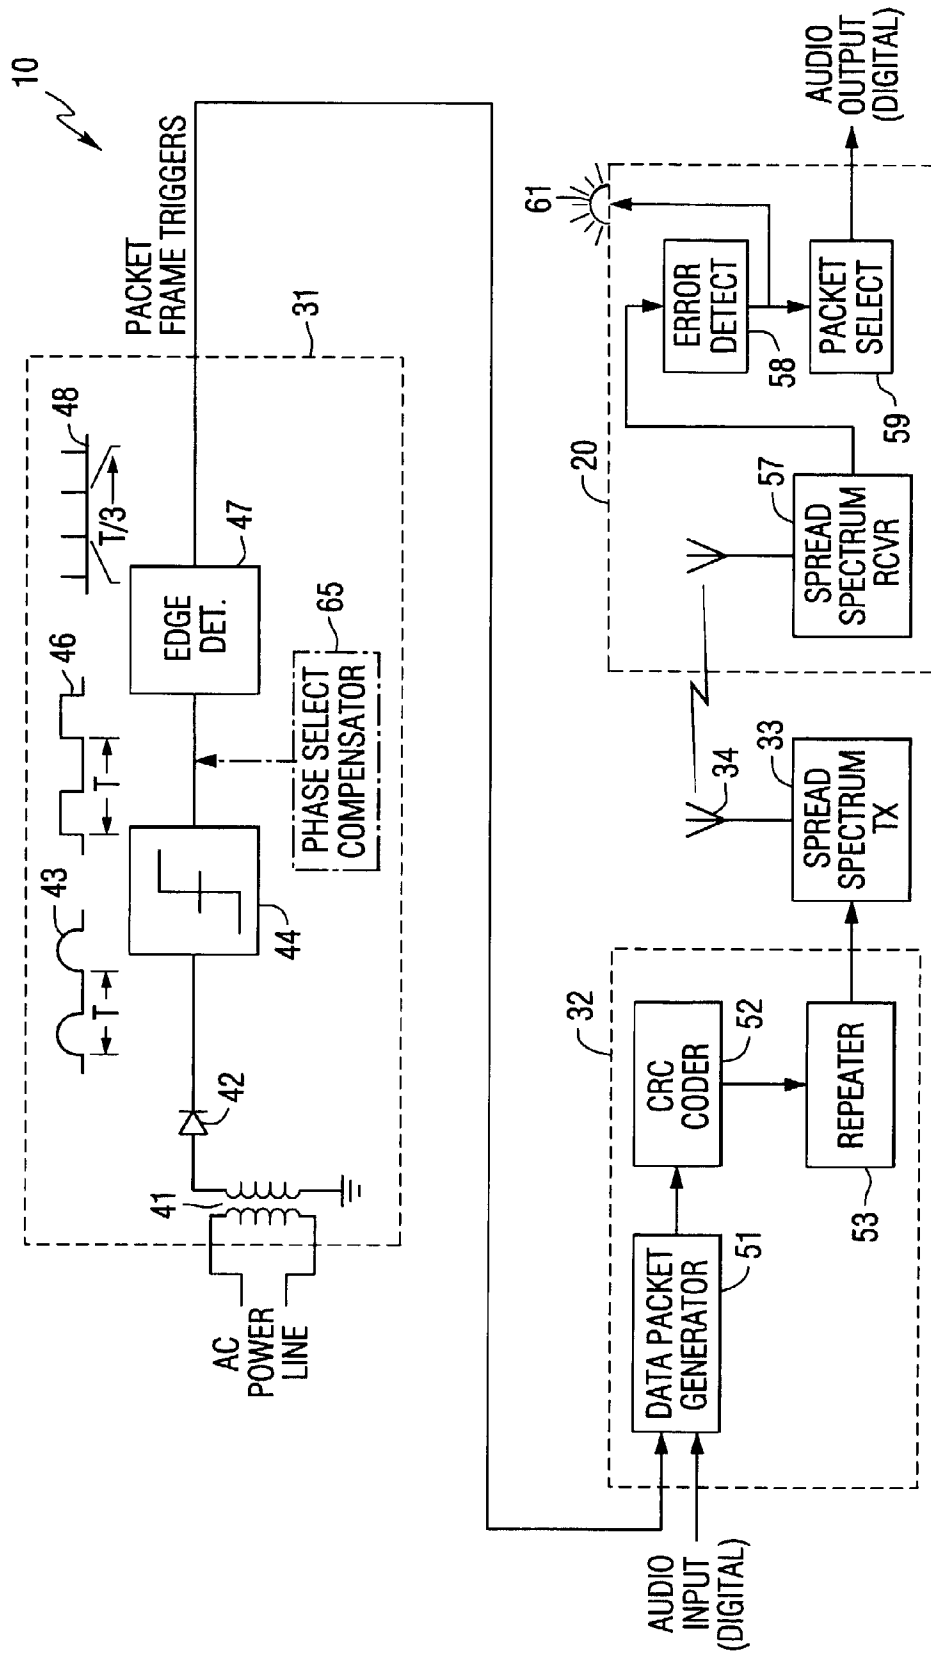 10
PACKET
FRAME TRIGGERS
31
43
T
46
T
48
T/3
AC
POWER
LINE
41
42
44
EDGE
DET.
47
PHASE SELECT
COMPENSATOR
65
AUDIO
INPUT
(DIGITAL)
32
DATA PACKET
GENERATOR
51
CRC
CODER
52
REPEATER
53
SPREAD
SPECTRUM
TX
33
34
20
SPREAD
SPECTRUM
RCVR
57
ERROR
DETECT
58
61
PACKET
SELECT
59
AUDIO
OUTPUT
(DIGITAL)